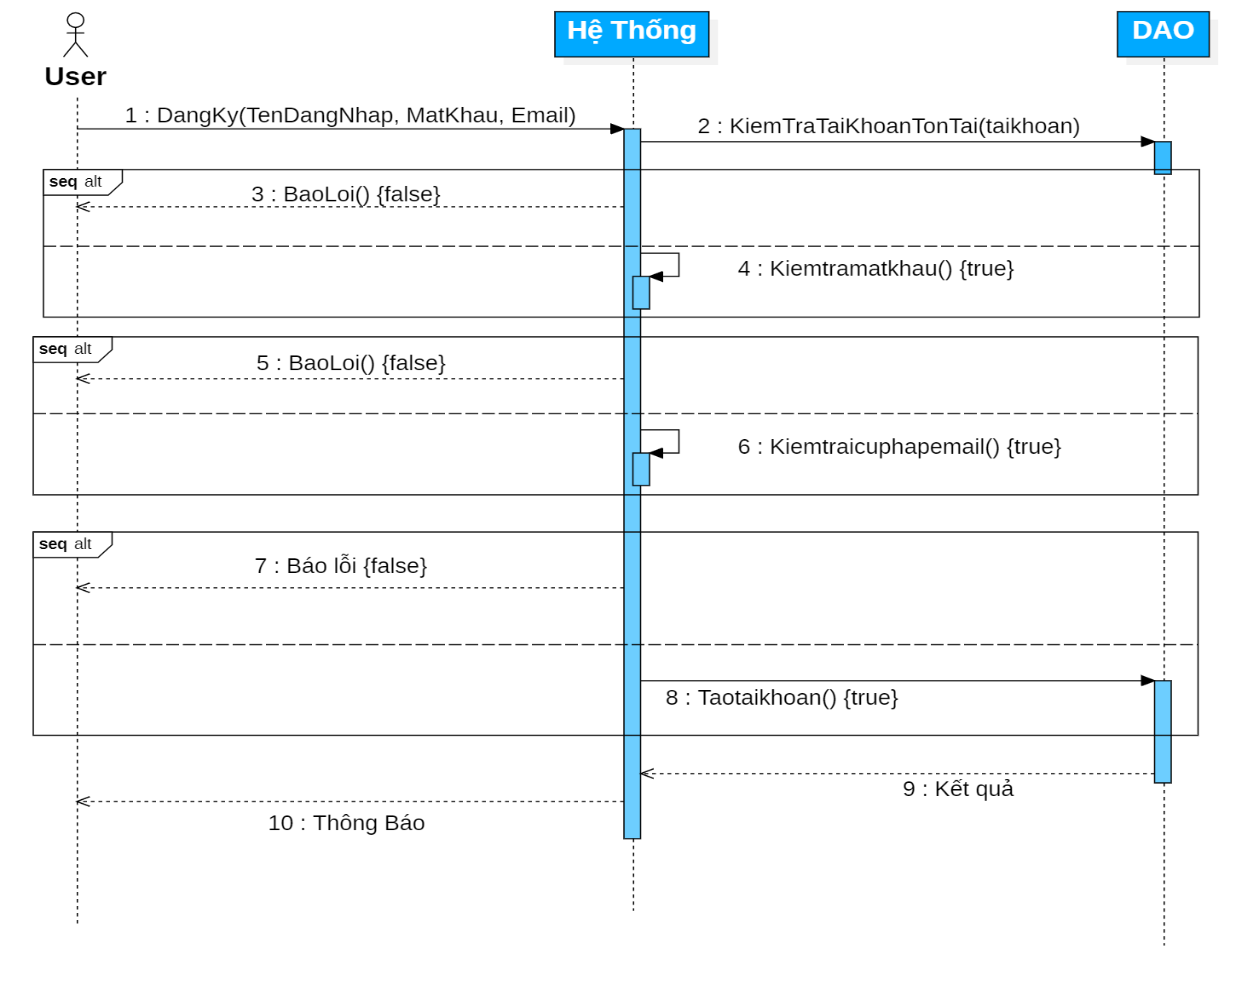 User
Hệ Thống
DAO
1 : DangKy(TenDangNhap, MatKhau, Email)
2 : KiemTraTaiKhoanTonTai(taikhoan)
seq alt
3 : BaoLoi() {false}
4 : Kiemtramatkhau() {true}
seq alt
5 : BaoLoi() {false}
6 : Kiemtraicuphapemail() {true}
seq alt
7 : Báo lỗi {false}
8 : Taotaikhoan() {true}
9 : Kết quả
10 : Thông Báo